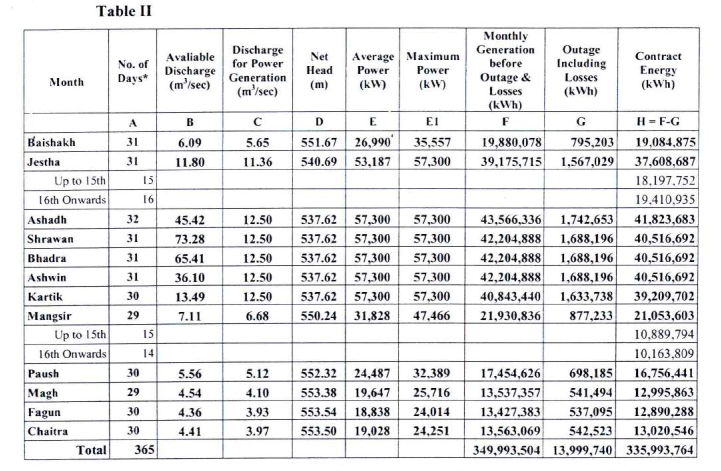 Table II
Month No. of Days* Avaliable Discharge (m³/sec) Discharge for Power Generation (m³/sec) Net Head (m) Average Power (kW) Maximum Power (kW) Monthly Generation before Outage & Losses (kWh) Outage Including Losses (kWh) Contract Energy (kWh)
A B C D E E1 F G H = F-G
Baishakh 31 6.09 5.65 551.67 26,990 35,557 19,880,078 795,203 19,084,875
Jestha 31 11.80 11.36 540.69 53,187 57,300 39,175,715 1,567,029 37,608,687
Up to 15th 15 18,197,752
16th Onwards 16 19,410,935
Ashadh 32 45.42 12.50 537.62 57,300 57,300 43,566,336 1,742,653 41,823,683
Shrawan 31 73.28 12.50 537.62 57,300 57,300 42,204,888 1,688,196 40,516,692
Bhadra 31 65.41 12.50 537.62 57,300 57,300 42,204,888 1,688,196 40,516,692
Ashwin 31 36.10 12.50 537.62 57,300 57,300 42,204,888 1,688,196 40,516,692
Kartik 30 13.49 12.50 537.62 57,300 57,300 40,843,440 1,633,738 39,209,702
Mangsir 29 7.11 6.68 550.24 31,828 47,466 21,930,836 877,233 21,053,603
Up to 15th 15 10,889,794
16th Onwards 14 10,163,809
Paush 30 5.56 5.12 552.32 24,487 32,389 17,454,626 698,185 16,756,441
Magh 29 4.54 4.10 553.38 19,647 25,716 13,537,357 541,494 12,995,863
Fagun 30 4.36 3.93 553.54 18,838 24,014 13,427,383 537,095 12,890,288
Chaitra 30 4.41 3.97 553.50 19,028 24,251 13,563,069 542,523 13,020,546
Total 365 349,993,504 13,999,740 335,993,764